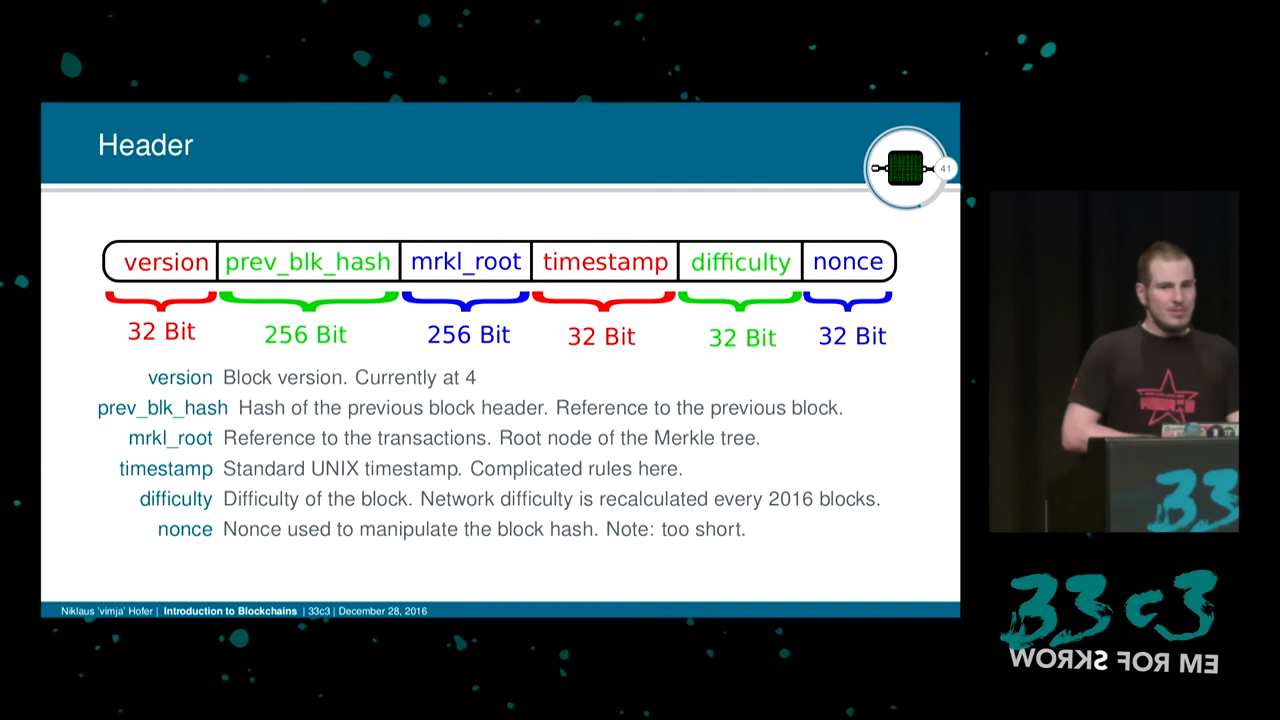 Header
41
version prev_blk_hash mrkl_root timestamp difficulty nonce
32 Bit 256 Bit 256 Bit 32 Bit 32 Bit 32 Bit
version Block version. Currently at 4
prev_blk_hash Hash of the previous block header. Reference to the previous block.
mrkl_root Reference to the transactions. Root node of the Merkle tree.
timestamp Standard UNIX timestamp. Complicated rules here.
difficulty Difficulty of the block. Network difficulty is recalculated every 2016 blocks.
nonce Nonce used to manipulate the block hash. Note: too short.
Niklaus 'vimja' Hofer | Introduction to Blockchains | 33c3 | December 28, 2016
33
33c3
WORKS FOR ME